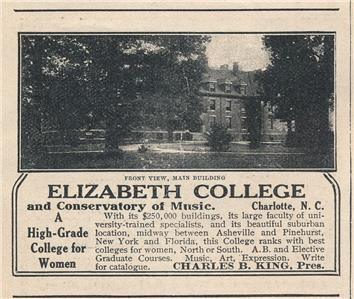 FRONT VIEW, MAIN BUILDING
ELIZABETH COLLEGE
and Conservatory of Music. Charlotte, N. C.
A
High-Grade
College for
Women
With its $250,000 buildings, its large faculty of uni-
versity-trained specialists, and its beautiful suburban
location, midway between Asheville and Pinehurst,
New York and Florida, this College ranks with best
colleges for women, North or South. A.B. and Elective
Graduate Courses. Music, Art, Expression. Write
for catalogue. CHARLES B. KING, Pres.